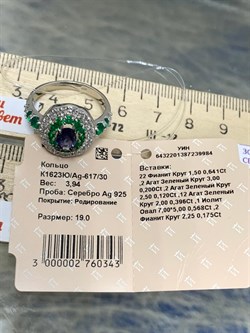 Кольцо
К1623Ю/Ag-617/30
Вес:
3,94
Проба: Серебро Ag 925
Покрытие: Родирование
Размер: 19.0
3 000002 760343
УИН
6432201387239984
Вставки:
22 Фианит Круг 1,50 0,641Ct
,2 Агат Зеленый Круг 3,00
0,200Ct ,2 Агат Зеленый Круг
2,50 0,120Ct ,12 Агат Зеленый
Круг 2,00 0,396Ct ,1 Иолит
Овал 7,00*5,00 0,568Ct ,2
Фианит Круг 2,25 0,175Ct